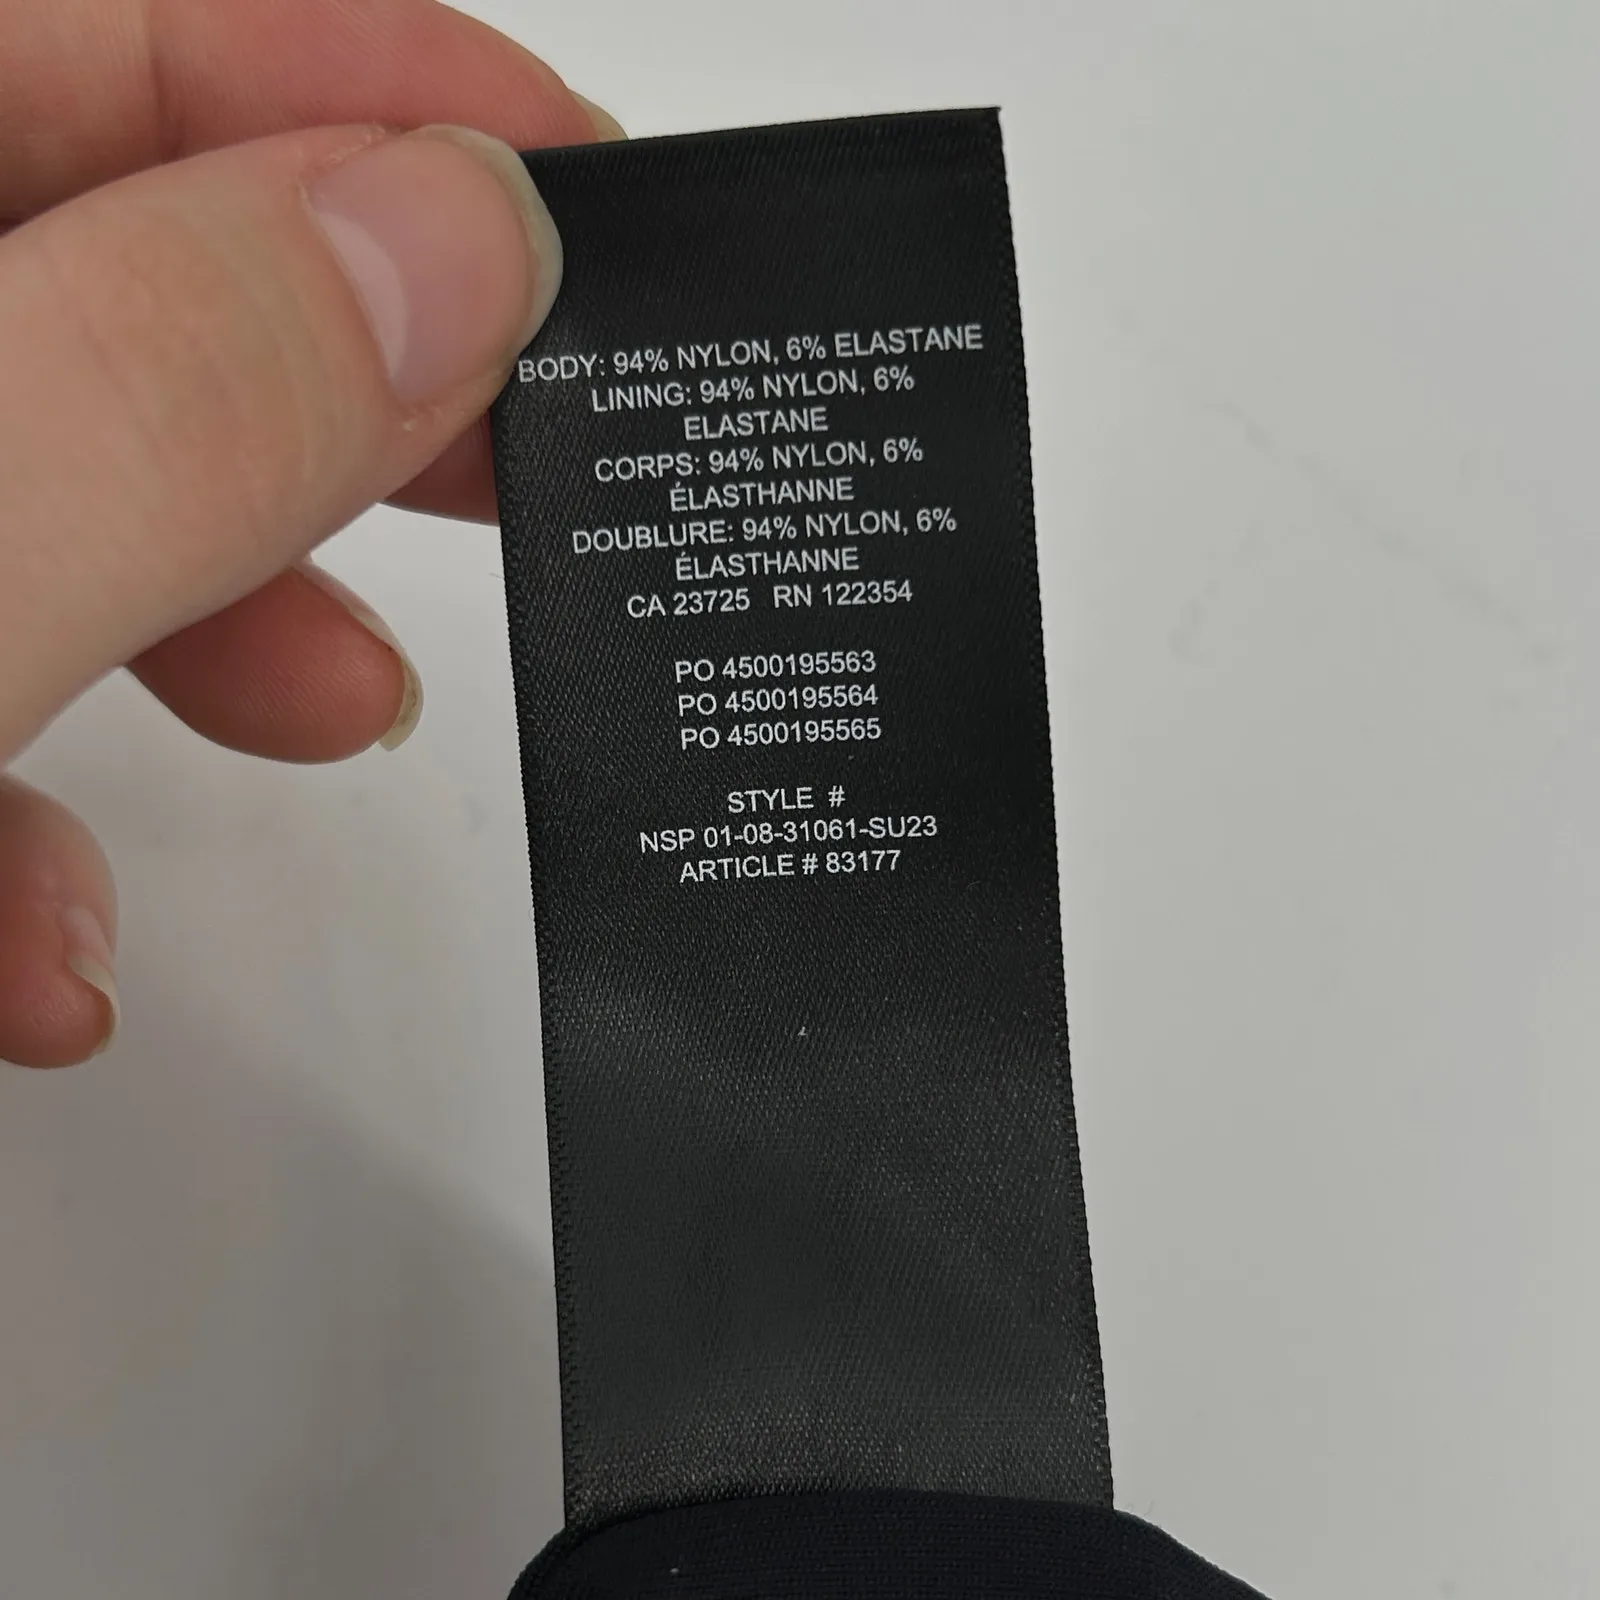 BODY: 94% NYLON, 6% ELASTANE
LINING: 94% NYLON, 6%
ELASTANE
CORPS: 94% NYLON, 6%
ÉLASTHANNE
DOUBLURE: 94% NYLON, 6%
ÉLASTHANNE
CA 23725 RN 122354
PO 4500195563
PO 4500195564
PO 4500195565
STYLE #
NSP 01-08-31061-SU23
ARTICLE # 83177